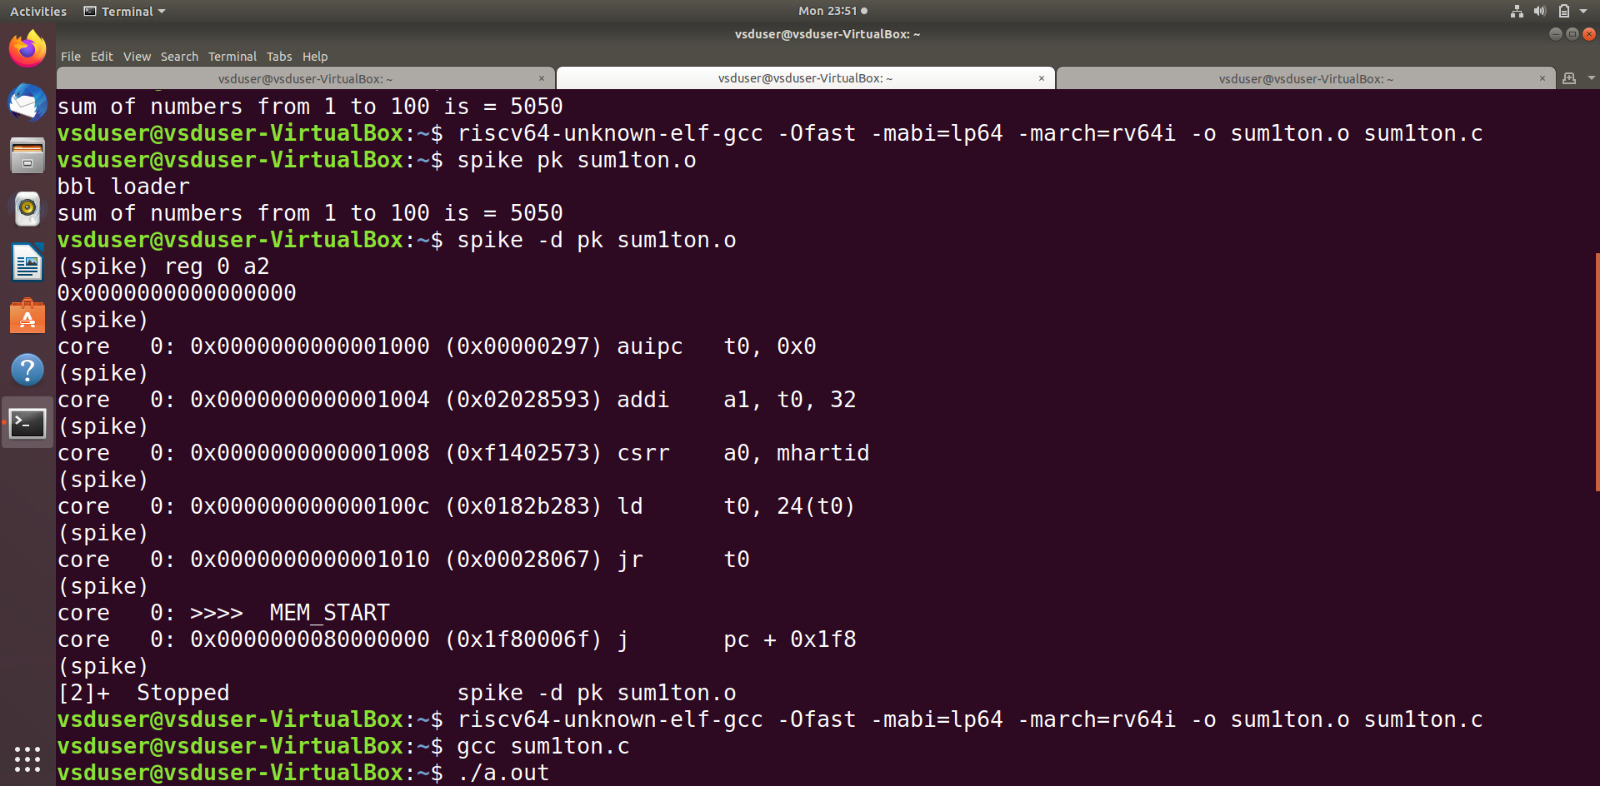 Activities Terminal Mon 23:51
vsduser@vsduser-VirtualBox: ~
File Edit View Search Terminal Tabs Help
vsduser@vsduser-VirtualBox: ~ × vsduser@vsduser-VirtualBox: ~ × vsduser@vsduser-VirtualBox: ~ ×
sum of numbers from 1 to 100 is = 5050
vsduser@vsduser-VirtualBox:~$ riscv64-unknown-elf-gcc -Ofast -mabi=lp64 -march=rv64i -o sum1ton.o sum1ton.c
vsduser@vsduser-VirtualBox:~$ spike pk sum1ton.o
bbl loader
sum of numbers from 1 to 100 is = 5050
vsduser@vsduser-VirtualBox:~$ spike -d pk sum1ton.o
(spike) reg 0 a2
0x0000000000000000
(spike)
core   0: 0x0000000000001000 (0x00000297) auipc   t0, 0x0
(spike)
core   0: 0x0000000000001004 (0x02028593) addi    a1, t0, 32
(spike)
core   0: 0x0000000000001008 (0xf1402573) csrr    a0, mhartid
(spike)
core   0: 0x000000000000100c (0x0182b283) ld      t0, 24(t0)
(spike)
core   0: 0x0000000000001010 (0x00028067) jr      t0
(spike)
core   0: >>>>  MEM_START
core   0: 0x0000000080000000 (0x1f80006f) j       pc + 0x1f8
(spike)
[2]+  Stopped                 spike -d pk sum1ton.o
vsduser@vsduser-VirtualBox:~$ riscv64-unknown-elf-gcc -Ofast -mabi=lp64 -march=rv64i -o sum1ton.o sum1ton.c
vsduser@vsduser-VirtualBox:~$ gcc sum1ton.c
vsduser@vsduser-VirtualBox:~$ ./a.out